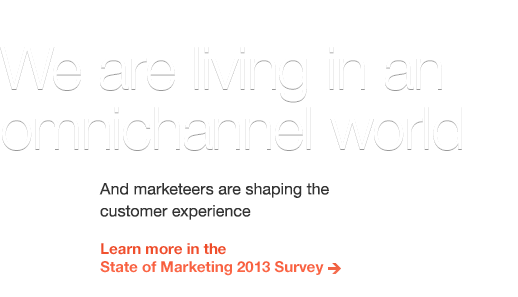 We are living in an
omnichannel world
And marketeers are shaping the
customer experience
Learn more in the
State of Marketing 2013 Survey →